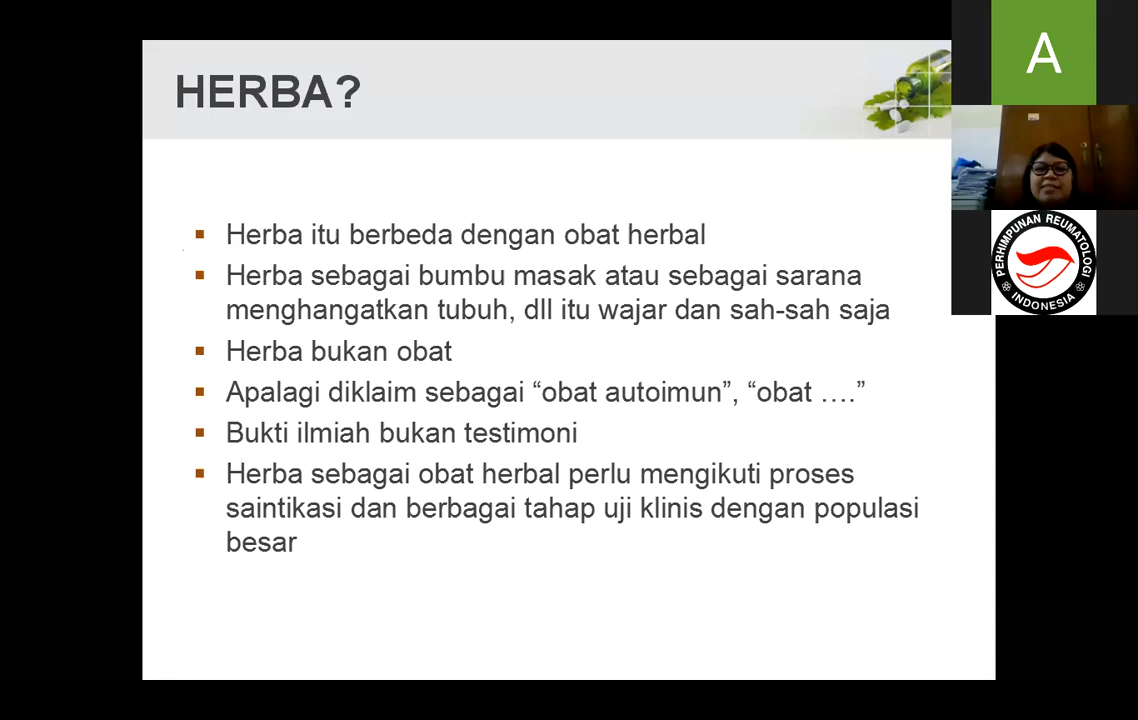 HERBA?
A
PERHIMPUNAN REUMATOLOGI
INDONESIA
Herba itu berbeda dengan obat herbal
Herba sebagai bumbu masak atau sebagai sarana
menghangatkan tubuh, dll itu wajar dan sah-sah saja
Herba bukan obat
Apalagi diklaim sebagai “obat autoimun”, “obat ….”
Bukti ilmiah bukan testimoni
Herba sebagai obat herbal perlu mengikuti proses
saintikasi dan berbagai tahap uji klinis dengan populasi
besar